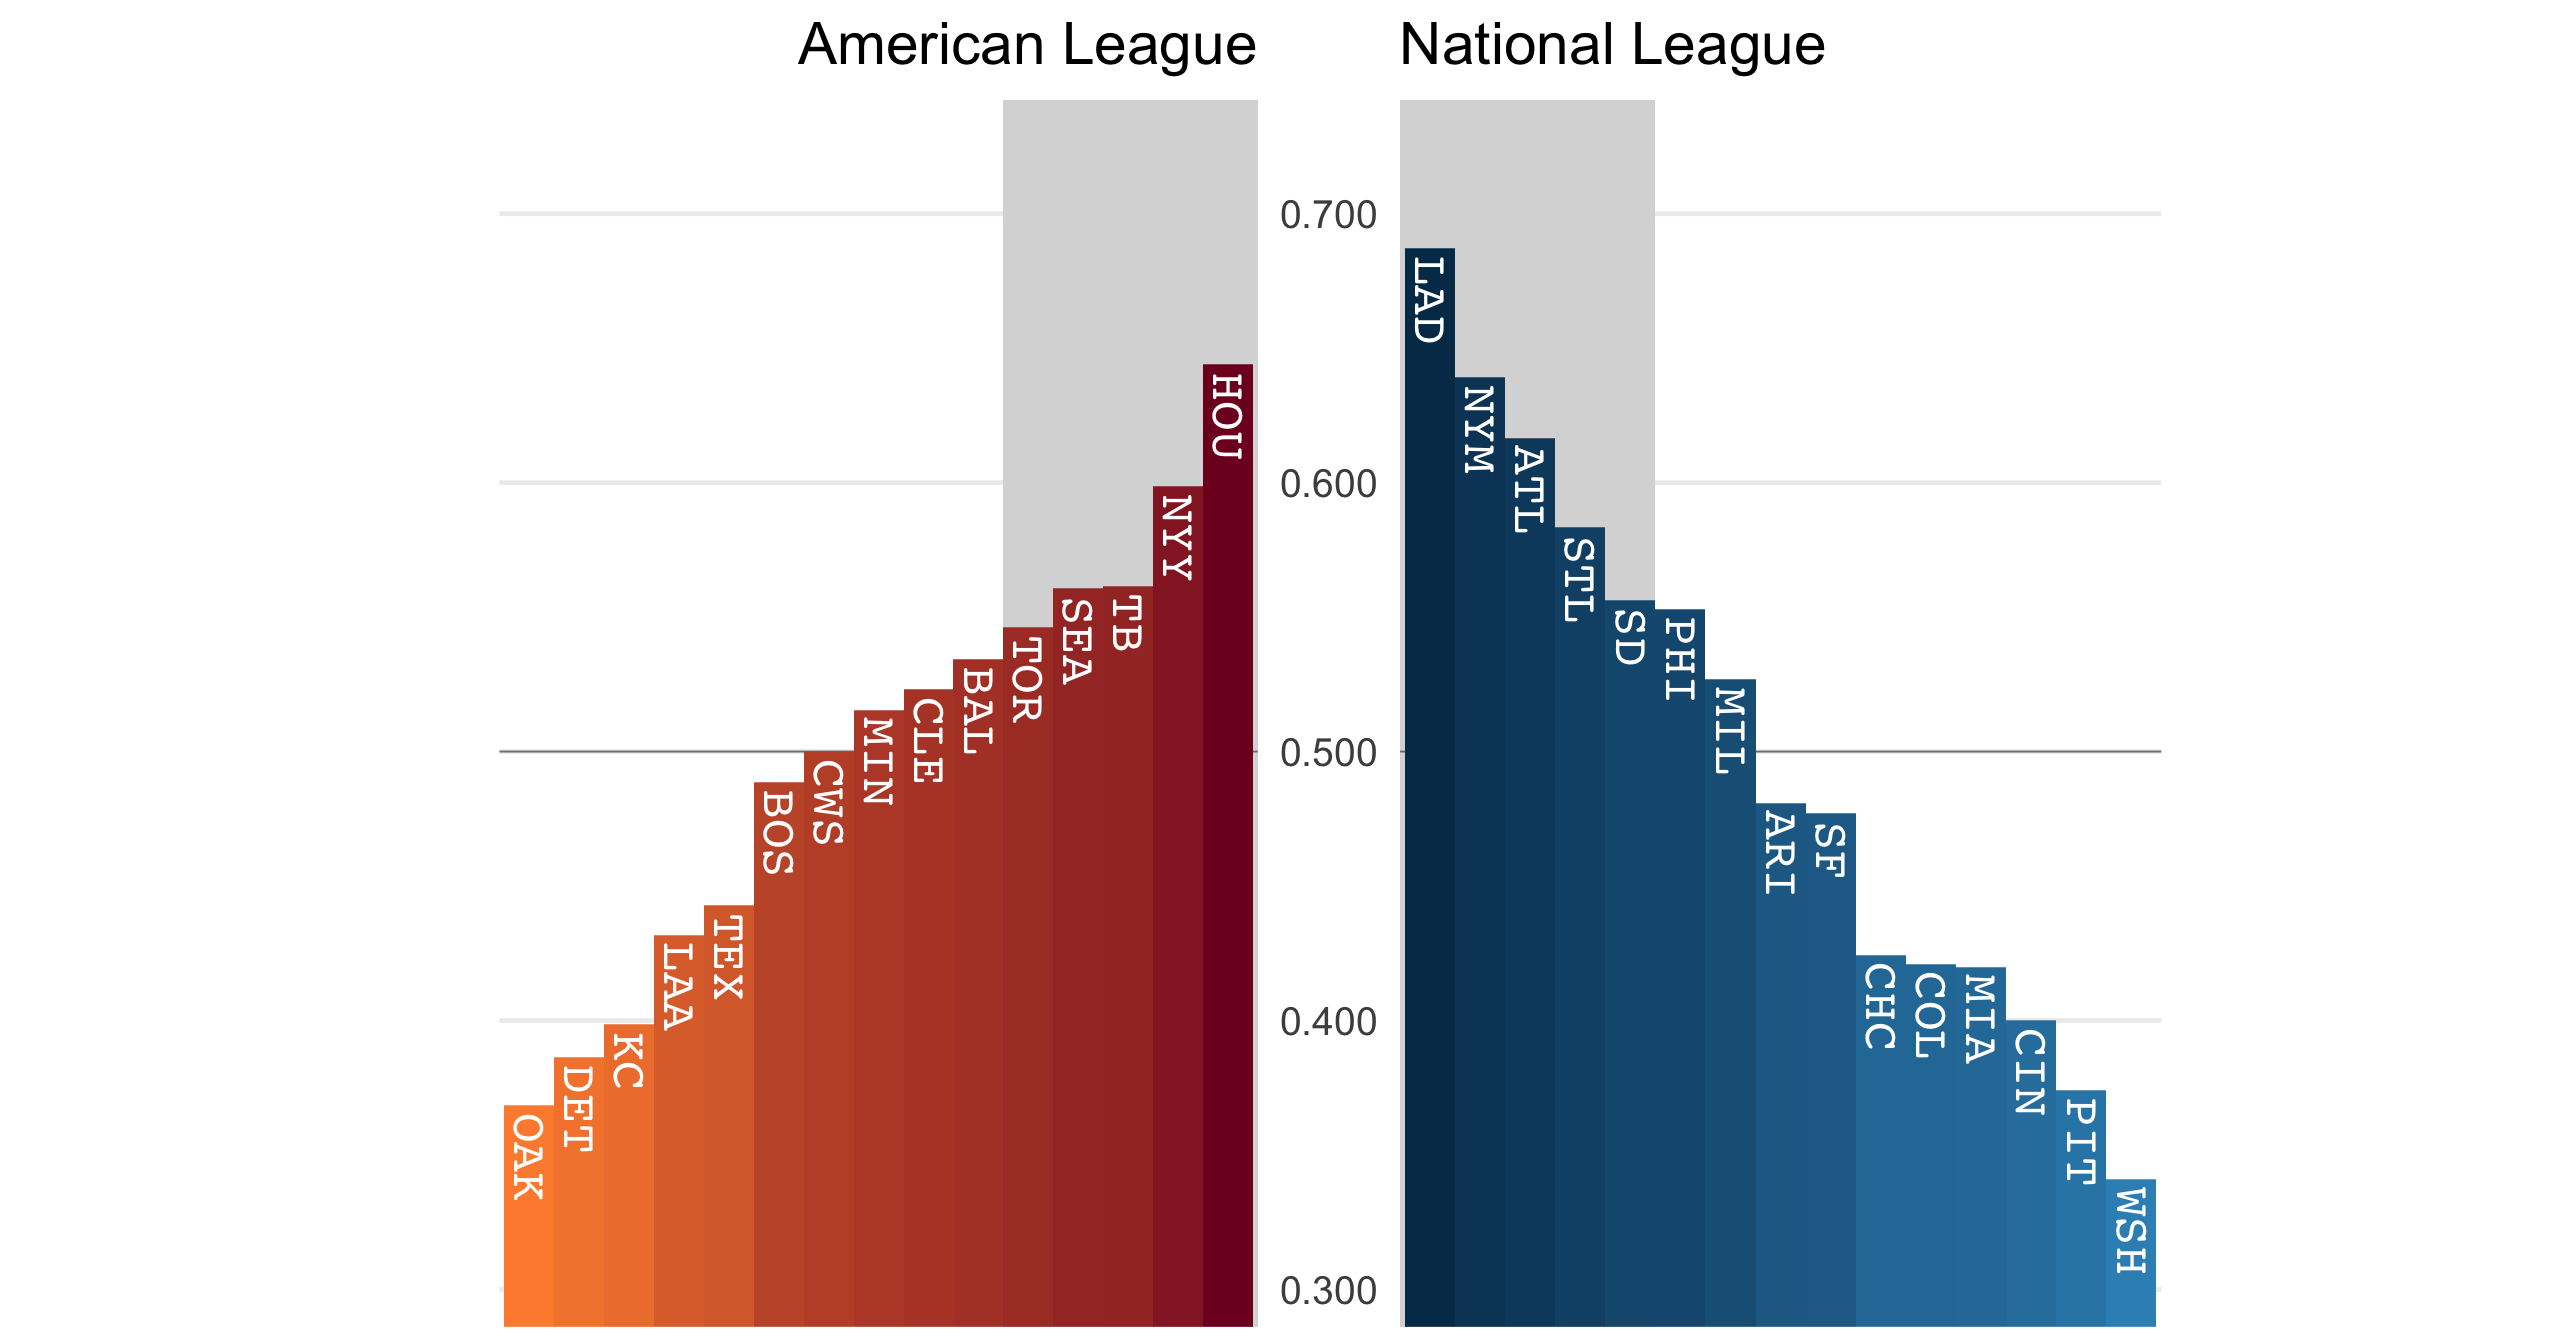 American League
National League
0.700
0.600
0.500
0.400
0.300
OAK
DET
KC
LAA
TEX
BOS
CWS
MIN
CLE
BAL
TOR
SEA
TB
NYY
HOU
LAD
NYM
ATL
STL
SD
PHI
MIL
ARI
SF
CHC
COL
MIA
CIN
PIT
WSH